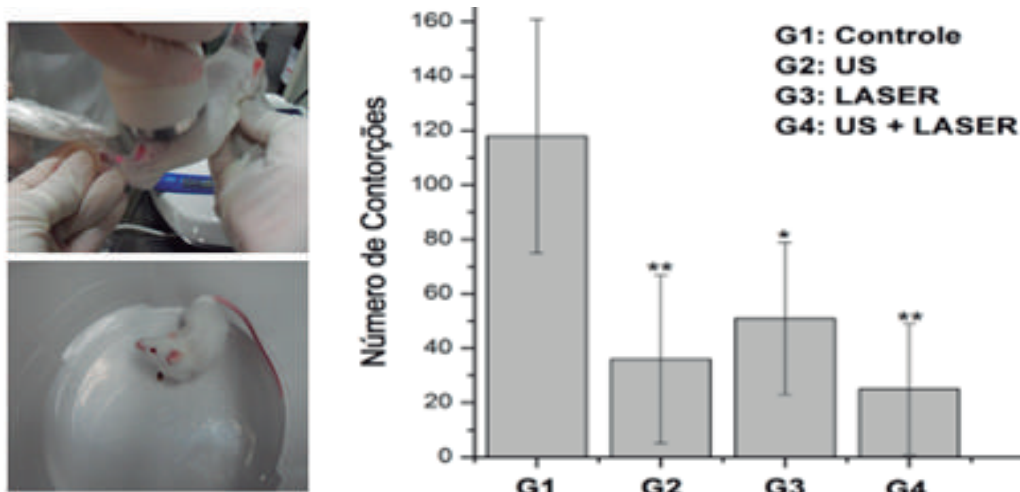 160
140
120
100
80
60
40
20
0
Número de Contorções
G1: Controle
G2: US
G3: LASER
G4: US + LASER
**
*
**
G1
G2
G3
G4